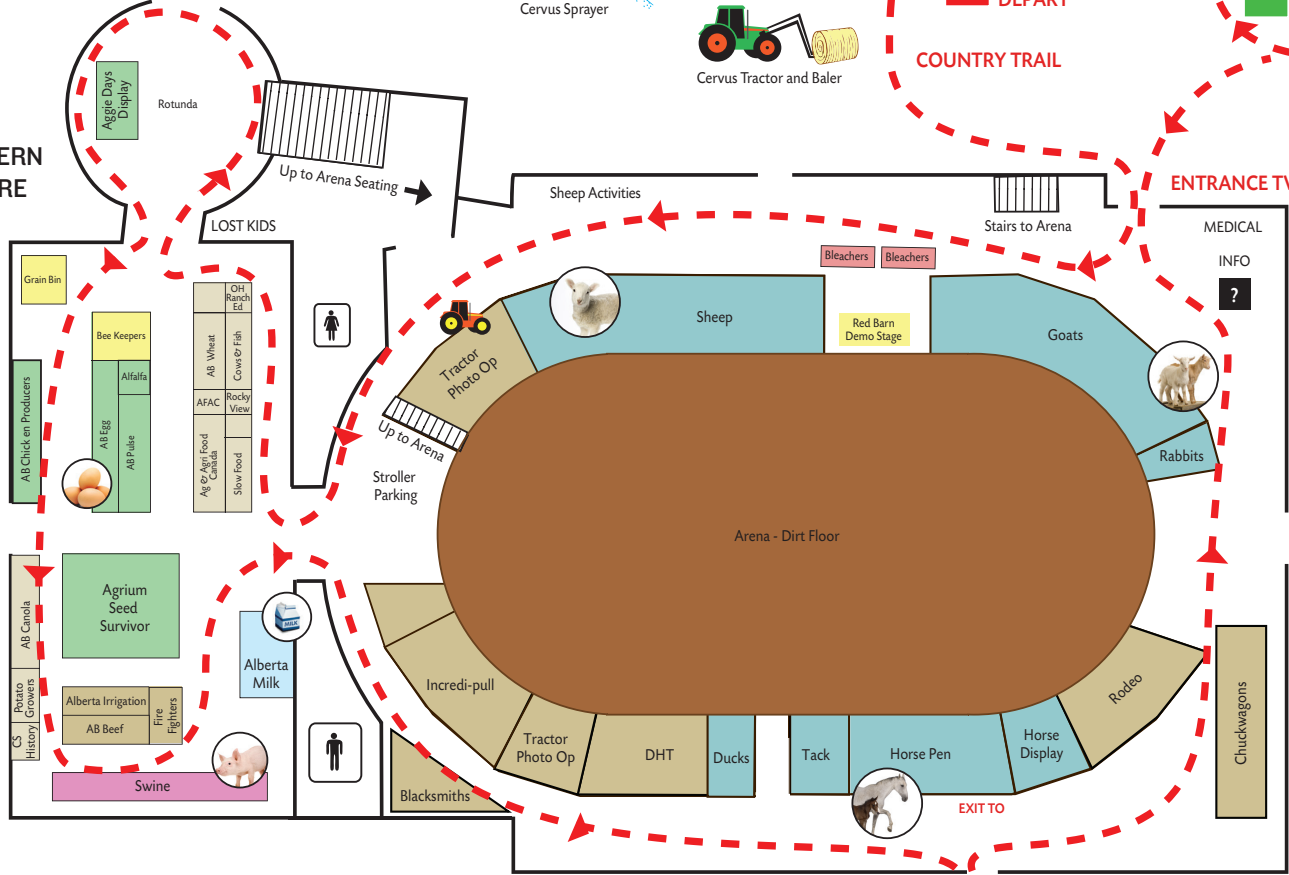 Cervus Sprayer
DEPART
Cervus Tractor and Baler
COUNTRY TRAIL
Aggie Days
Display
Rotunda
ERN
RE
Up to Arena Seating
Sheep Activities
ENTRANCE TV
LOST KIDS
Stairs to Arena
MEDICAL
INFO
?
Grain Bin
Bleachers
Bleachers
OH
Ranch
Ed
Bee Keepers
Sheep
Red Barn
Demo Stage
Goats
AB Wheat
Cows & Fish
Tractor
Photo Op
Alfalfa
AFAC
Rocky
View
AB Chick en Producers
AB Egg
AB Pulse
Ag & Agri Food
Canada
Slow Food
Up to Arena
Rabbits
Stroller
Parking
Arena - Dirt Floor
AB Canola
Agrium
Seed
Survivor
MILK
Alberta
Milk
Potato
Growers
CS
History
Alberta Irrigation
AB Beef
Fire
Fighters
Incredi-pull
Rodeo
Chuckwagons
Tractor
Photo Op
DHT
Ducks
Tack
Horse Pen
Horse
Display
Swine
Blacksmiths
EXIT TO